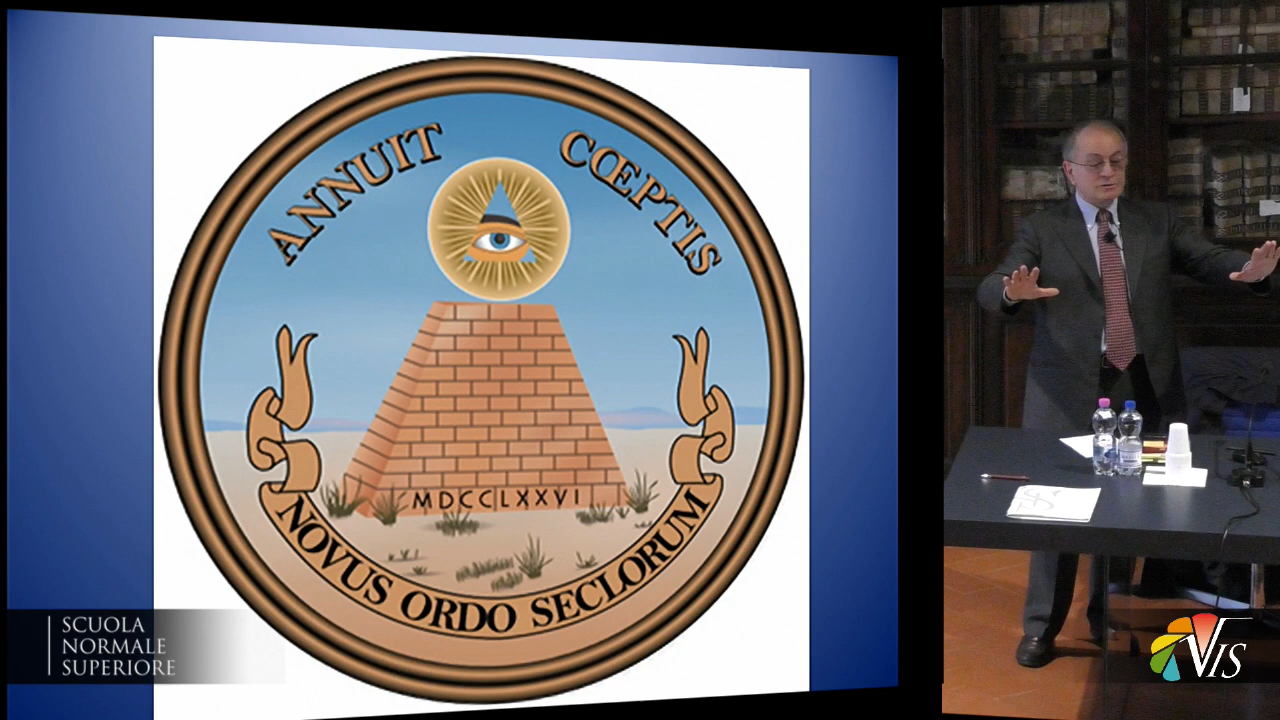 ANNUIT CŒPTIS
MDCCLXXVI
NOVUS ORDO SECLORUM
SCUOLA
NORMALE
SUPERIORE
VIS